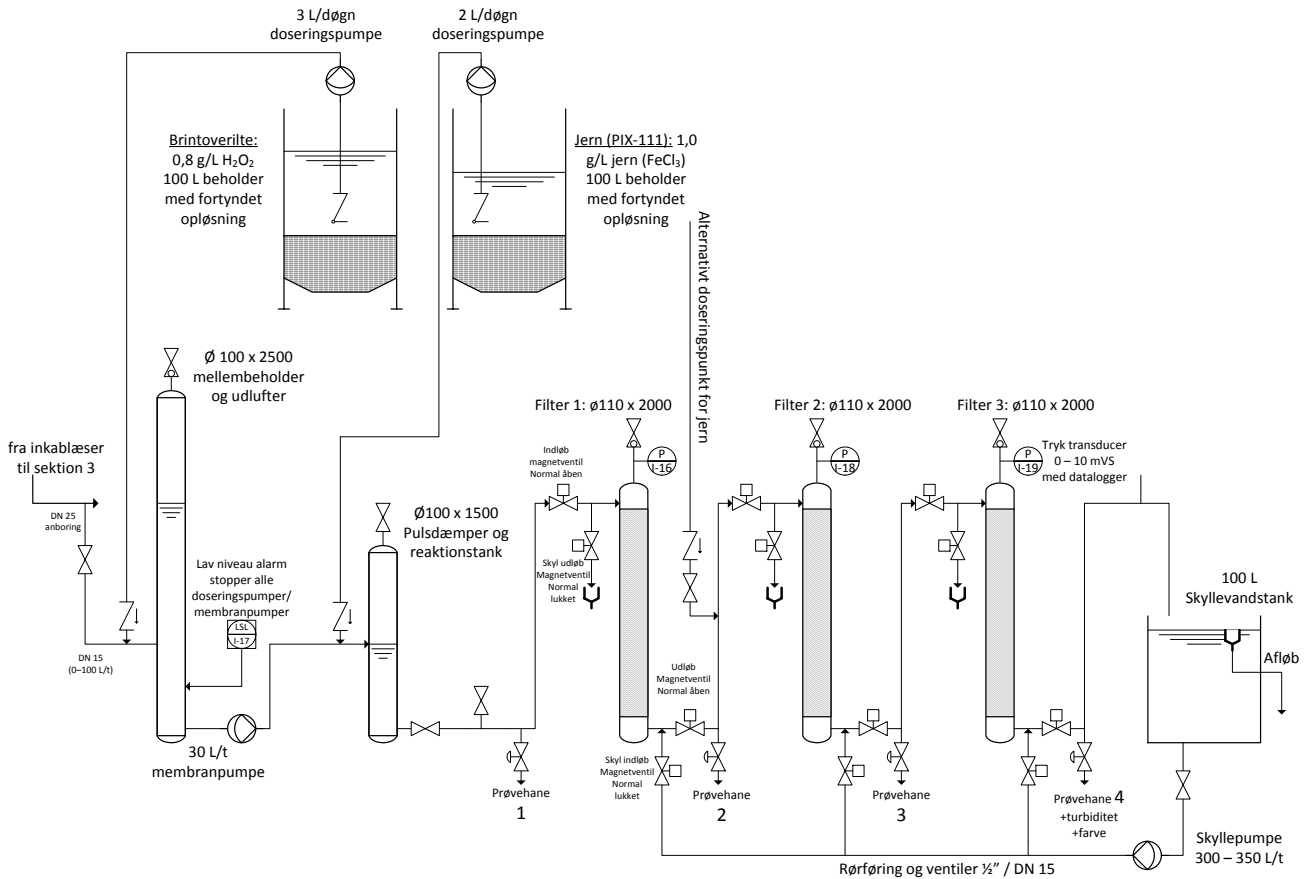 3 L/døgn
doseringspumpe
2 L/døgn
doseringspumpe
Brintoverilte:
0,8 g/L H₂O₂
100 L beholder
med fortyndet
opløsning
Jern (PIX-111): 1,0
g/L jern (FeCl₃)
100 L beholder
med fortyndet
opløsning
Alternativt doseringspunkt for jern
Ø 100 x 2500
mellembeholder
og udlufter
fra inkablæser
til sektion 3
DN 25
anboring
DN 15
(0–100 L/t)
Lav niveau alarm
stopper alle
doseringspumper/
membranpumper
LSL
I-17
30 L/t
membranpumpe
Ø100 x 1500
Pulsdæmper og
reaktionstank
Prøvehane
1
Filter 1: ø110 x 2000
P
I-16
Indløb
magnetventil
Normal åben
Skyl udløb
Magnetventil
Normal
lukket
Udløb
Magnetventil
Normal åben
Skyl indløb
Magnetventil
Normal
lukket
Prøvehane
2
Filter 2: ø110 x 2000
P
I-18
Prøvehane
3
Filter 3: ø110 x 2000
P
I-19
Tryk transducer
0 – 10 mVS
med datalogger
Prøvehane 4
+turbiditet
+farve
100 L
Skyllevandstank
Afløb
Skyllepumpe
300 – 350 L/t
Rørføring og ventiler ½” / DN 15